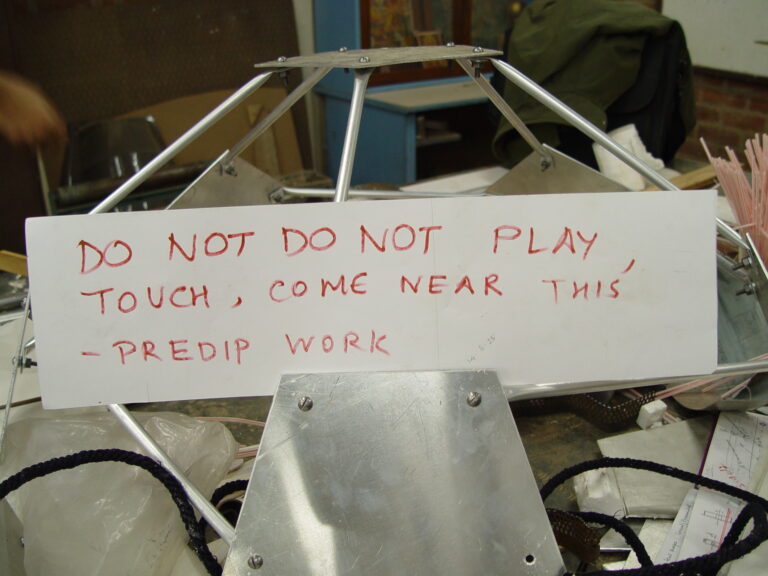 DO NOT DO NOT PLAY,
TOUCH, COME NEAR THIS
- PREDIP WORK